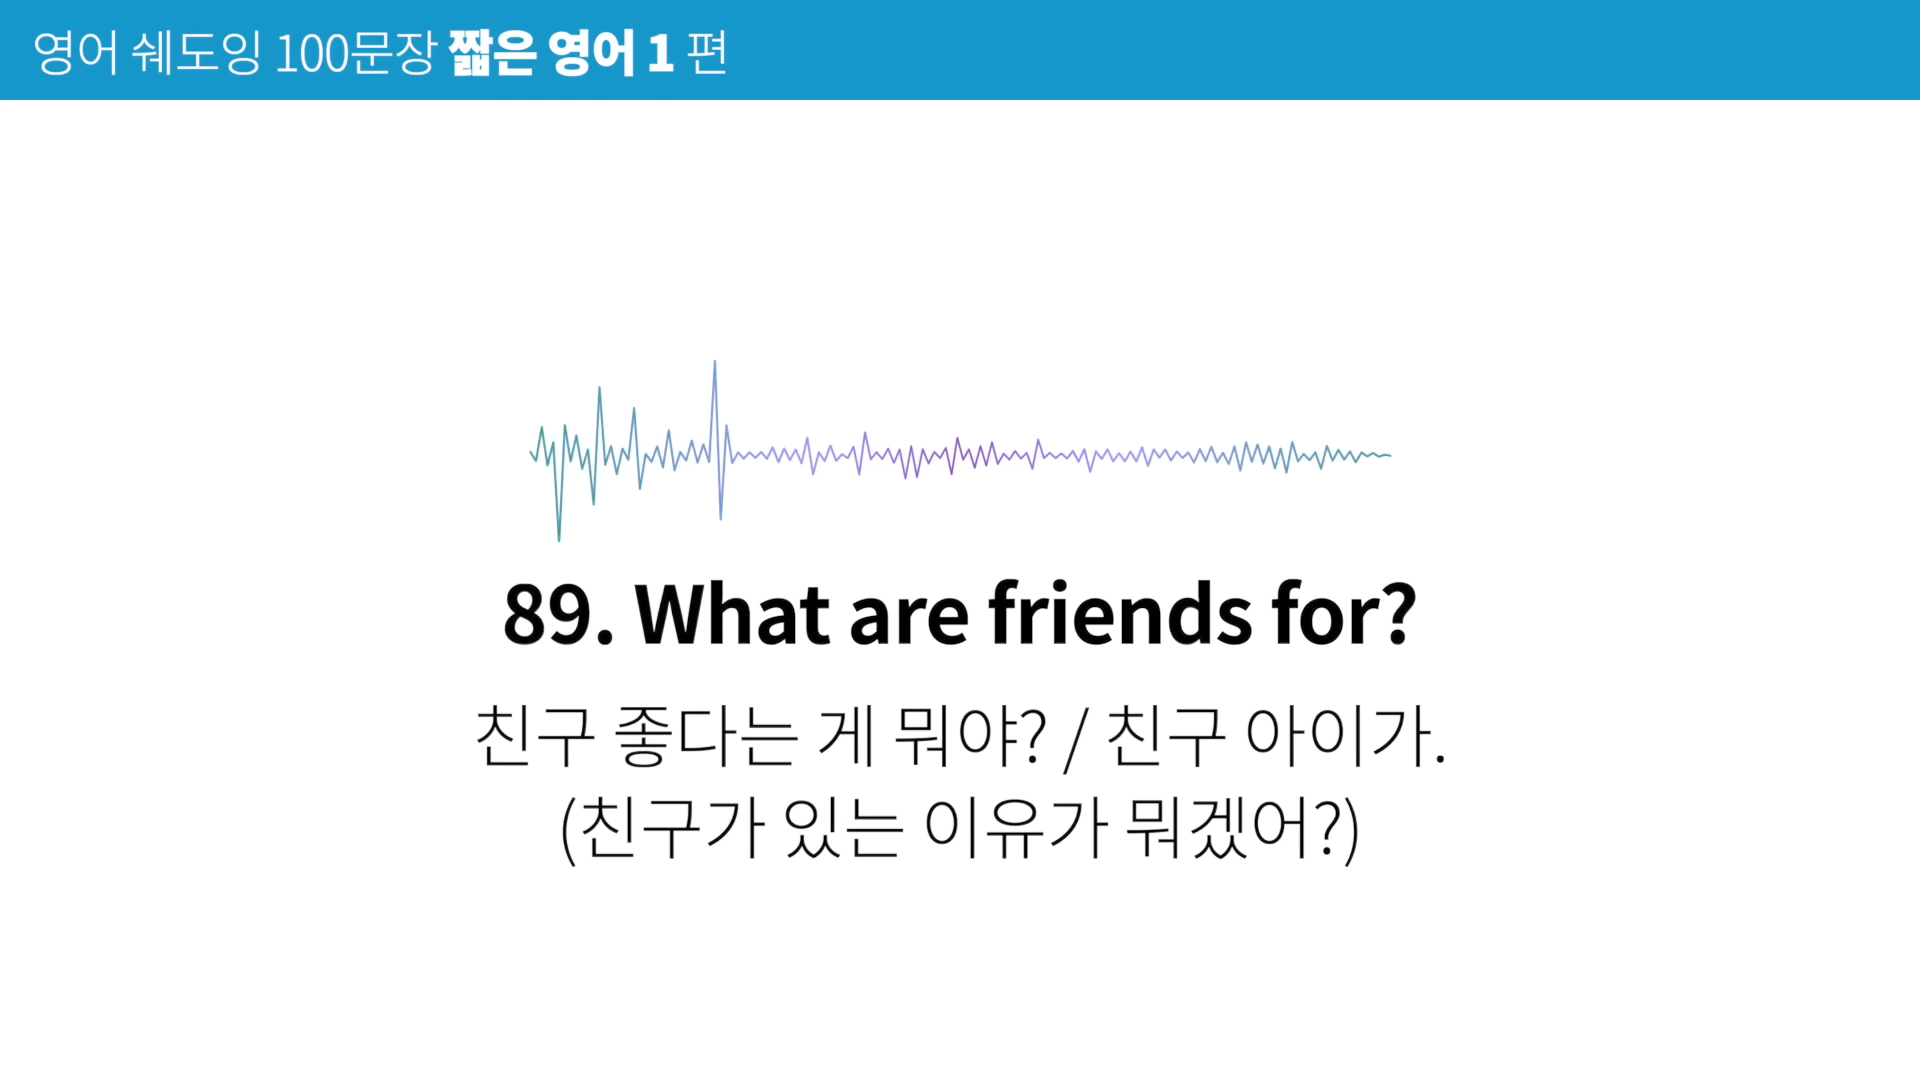 영어 쉐도잉 100문장 짧은 영어 1 편
89. What are friends for?
친구 좋다는 게 뭐야? / 친구 아이가.
(친구가 있는 이유가 뭐겠어?)